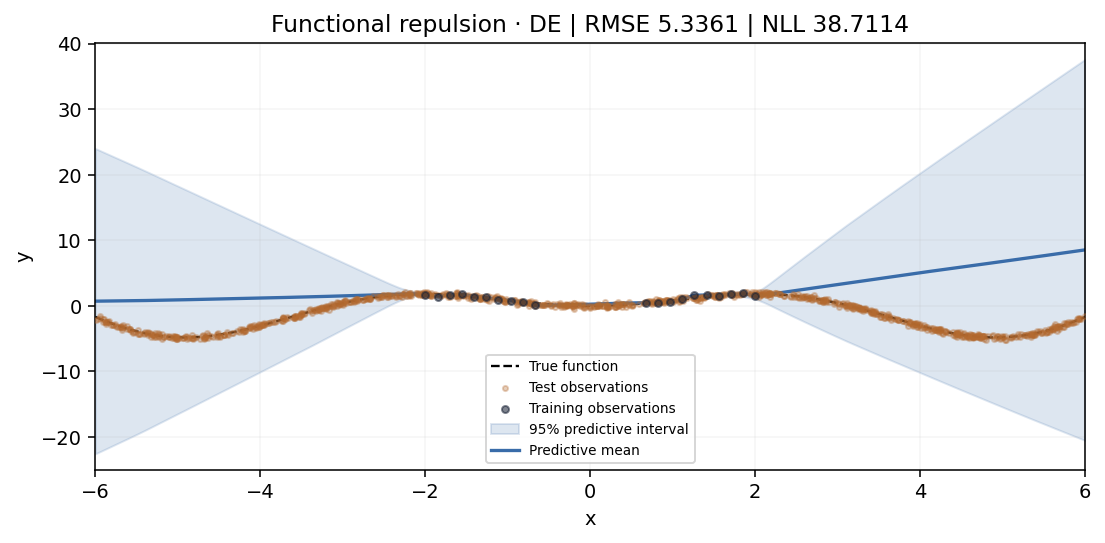 Functional repulsion · DE | RMSE 5.3361 | NLL 38.7114
40
30
20
10
0
−10
−20
y
−6
−4
−2
0
2
4
6
x
True function
Test observations
Training observations
95% predictive interval
Predictive mean